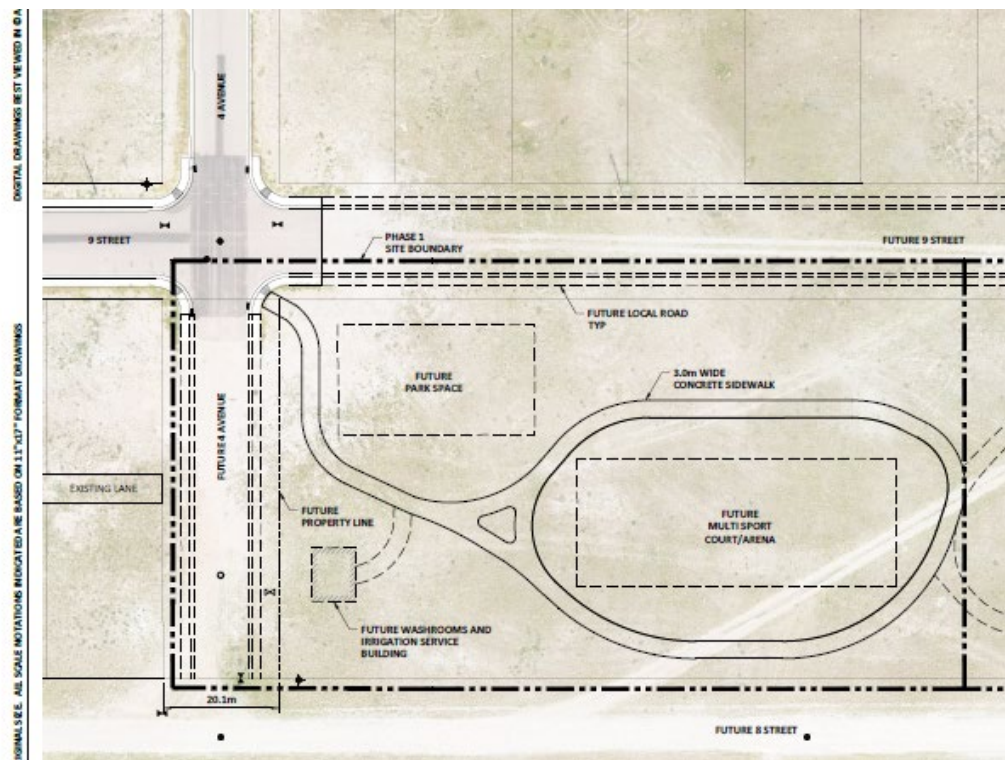 DIGITAL DRAWINGS BEST VIEWED IN
ALL SCALE NOTATIONS INDICATED ARE BASED ON 11"x17" FORMAT DRAWINGS
4 AVENUE
9 STREET
PHASE 1
SITE BOUNDARY
FUTURE 9 STREET
FUTURE LOCAL ROAD
TYP
FUTURE
PARK SPACE
3.0m WIDE
CONCRETE SIDEWALK
FUTURE 4 AVENUE
EXISTING LANE
FUTURE
PROPERTY LINE
FUTURE
MULTI SPORT
COURT/ARENA
FUTURE WASHROOMS AND
IRRIGATION SERVICE
BUILDING
20.1m
FUTURE 8 STREET